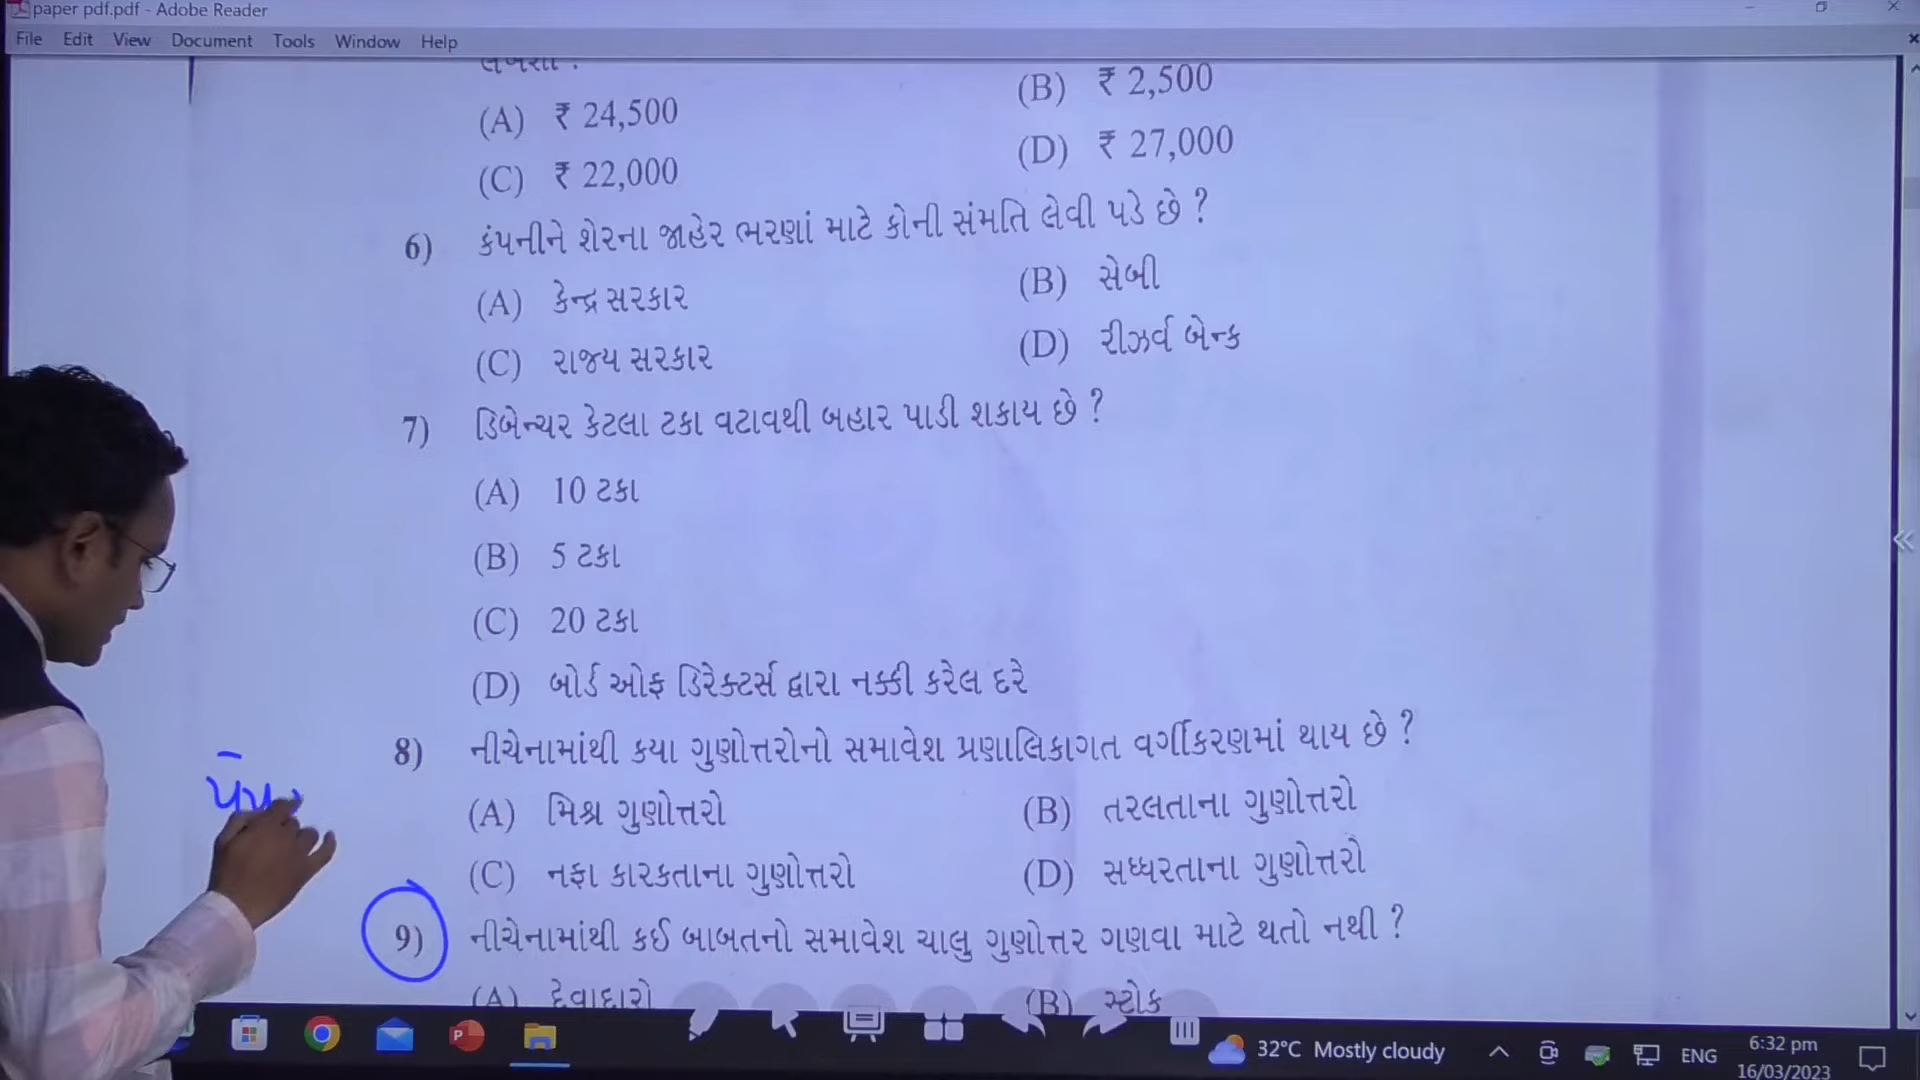 paper pdf.pdf - Adobe Reader
File Edit View Document Tools Window Help
(A) ₹ 24,500 (B) ₹ 2,500
(C) ₹ 22,000 (D) ₹ 27,000
6) કંપનીને શેરના જાહેર ભરણાં માટે કોની સંમતિ લેવી પડે છે ?
(A) કેન્દ્ર સરકાર (B) સેબી
(C) રાજ્ય સરકાર (D) રીઝર્વ બેન્ક
7) ડિબેન્ચર કેટલા ટકા વટાવથી બહાર પાડી શકાય છે ?
(A) 10 ટકા
(B) 5 ટકા
(C) 20 ટકા
(D) બોર્ડ ઓફ ડિરેક્ટર્સ દ્વારા નક્કી કરેલ દરે
8) નીચેનામાંથી કયા ગુણોત્તરોનો સમાવેશ પ્રણાલિકાગત વર્ગીકરણમાં થાય છે ?
(A) મિશ્ર ગુણોત્તરો (B) તરલતાના ગુણોત્તરો
(C) નફા કારકતાના ગુણોત્તરો (D) સધ્ધરતાના ગુણોત્તરો
9) નીચેનામાંથી કઈ બાબતનો સમાવેશ ચાલુ ગુણોત્તર ગણવા માટે થતો નથી ?
(A) દેવાદારો (B) સ્ટોક
32°C Mostly cloudy ENG 6:32 pm
16/03/2023